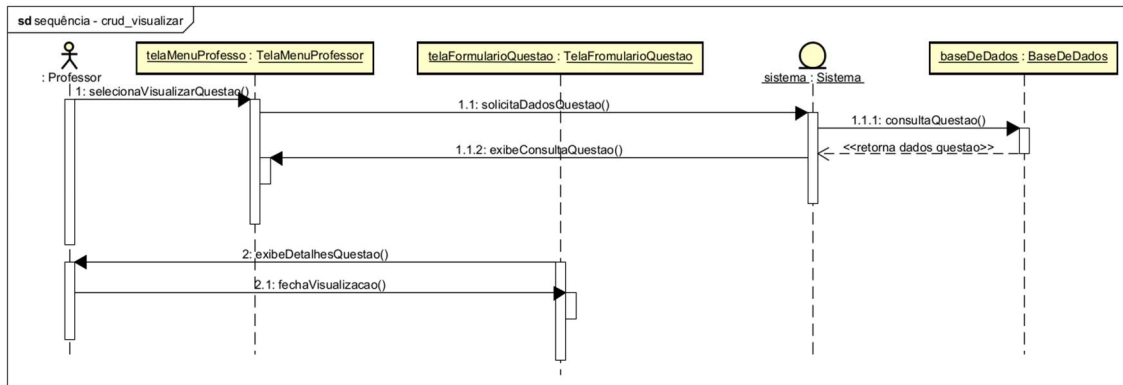 sd sequência - crud_visualizar
: Professor
telaMenuProfesso : TelaMenuProfessor
telaFormularioQuestao : TelaFromularioQuestao
sistema : Sistema
baseDeDados : BaseDeDados
1: selecionaVisualizarQuestao()
1.1: solicitaDadosQuestao()
1.1.1: consultaQuestao()
1.1.2: exibeConsultaQuestao()
<<retorna dados questao>>
2: exibeDetalhesQuestao()
2.1: fechaVisualizacao()